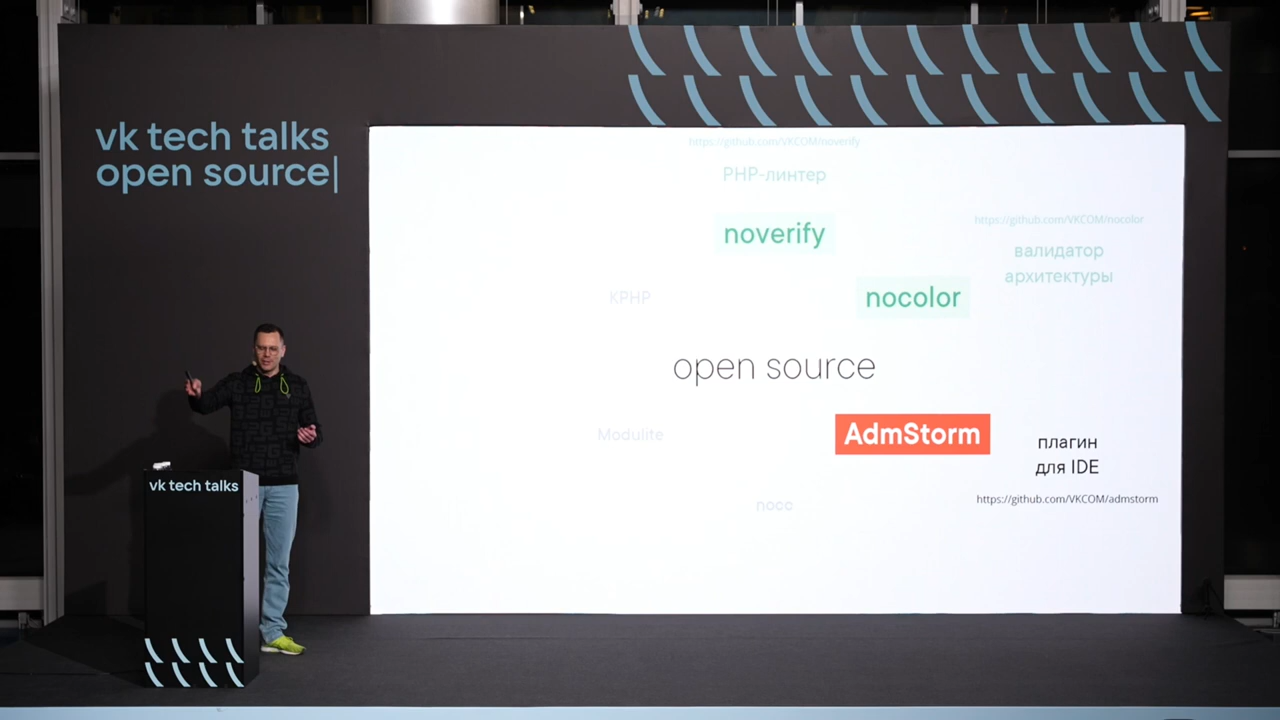 vk tech talks
open source|
https://github.com/VKCOM/noverify
PHP-линтер
noverify
https://github.com/VKCOM/nocolor
валидатор
архитектуры
KPHP
nocolor
open source
Modulite
AdmStorm
плагин
для IDE
https://github.com/VKCOM/admstorm
nocc
vk tech talks